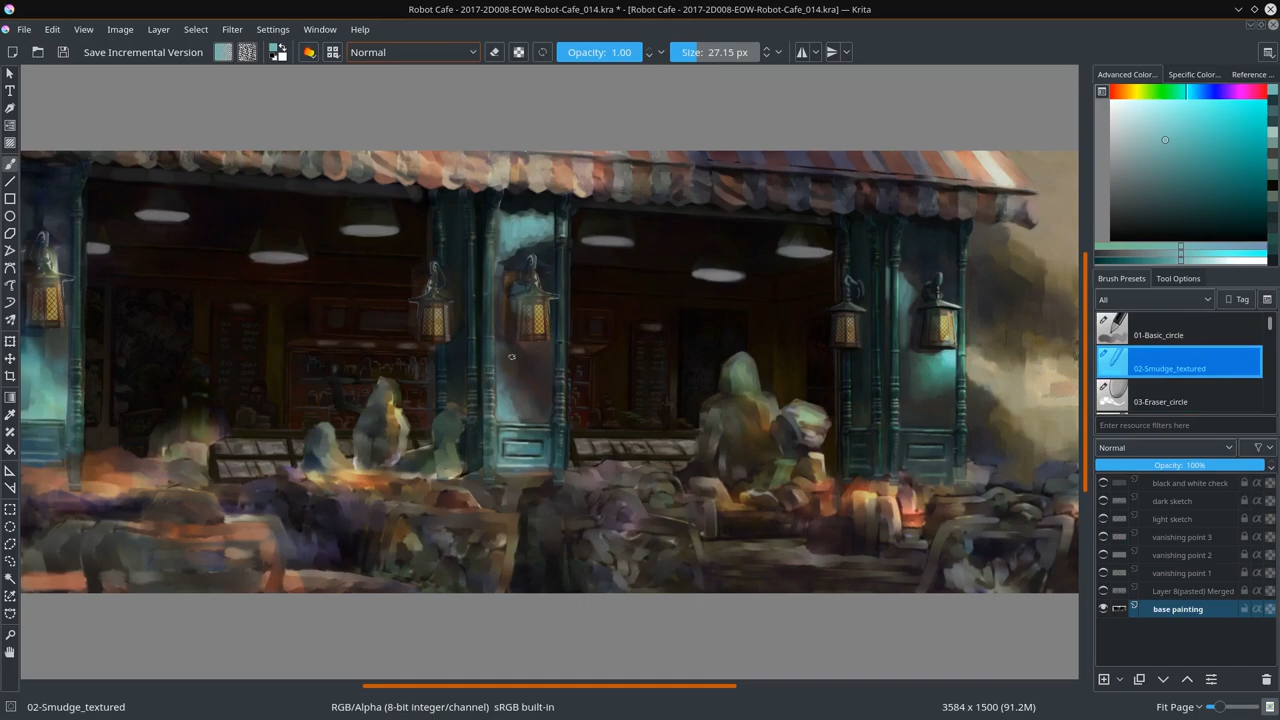 Robot Cafe - 2017-2D008-EOW-Robot-Cafe_014.kra * - [Robot Cafe - 2017-2D008-EOW-Robot-Cafe_014.kra] — Krita
File Edit View Image Layer Select Filter Settings Window Help
Save Incremental Version Normal Opacity: 1.00 Size: 27.15 px
Advanced Color... Specific Color... Reference ...
Brush Presets Tool Options
All Tag
01-Basic_circle
02-Smudge_textured
03-Eraser_circle
Enter resource filters here
Normal
Opacity: 100%
black and white check
dark sketch
light sketch
vanishing point 3
vanishing point 2
vanishing point 1
Layer 8(pasted) Merged
base painting
02-Smudge_textured RGB/Alpha (8-bit integer/channel) sRGB built-in 3584 x 1500 (91.2M) Fit Page